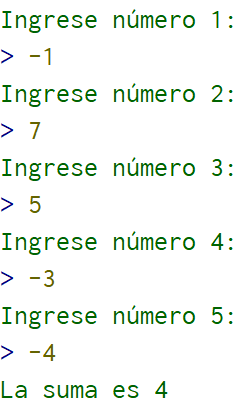 Ingrese número 1:
> -1
Ingrese número 2:
> 7
Ingrese número 3:
> 5
Ingrese número 4:
> -3
Ingrese número 5:
> -4
La suma es 4